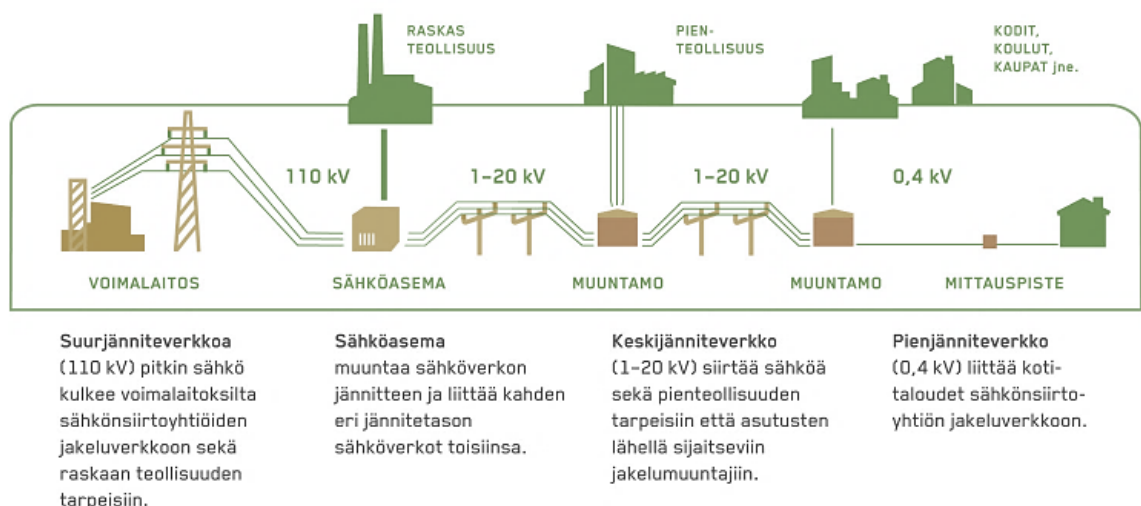 RASKAS
TEOLLISUUS
PIEN-
TEOLLISUUS
KODIT,
KOULUT,
KAUPAT jne.
110 kV
1–20 kV
1–20 kV
0,4 kV
VOIMALAITOS
SÄHKÖASEMA
MUUNTAMO
MUUNTAMO
MITTAUSPISTE
Suurjänniteverkkoa
(110 kV) pitkin sähkö
kulkee voimalaitoksilta
sähkönsiirtoyhtiöiden
jakeluverkkoon sekä
raskaan teollisuuden
tarpeisiin.
Sähköasema
muuntaa sähköverkon
jännitteen ja liittää kahden
eri jännitetason
sähköverkot toisiinsa.
Keskijänniteverkko
(1–20 kV) siirtää sähköä
sekä pienteollisuuden
tarpeisiin että asutusten
lähellä sijaitseviin
jakelumuuntajiin.
Pienjänniteverkko
(0,4 kV) liittää koti-
taloudet sähkönsiirto-
yhtiön jakeluverkkoon.